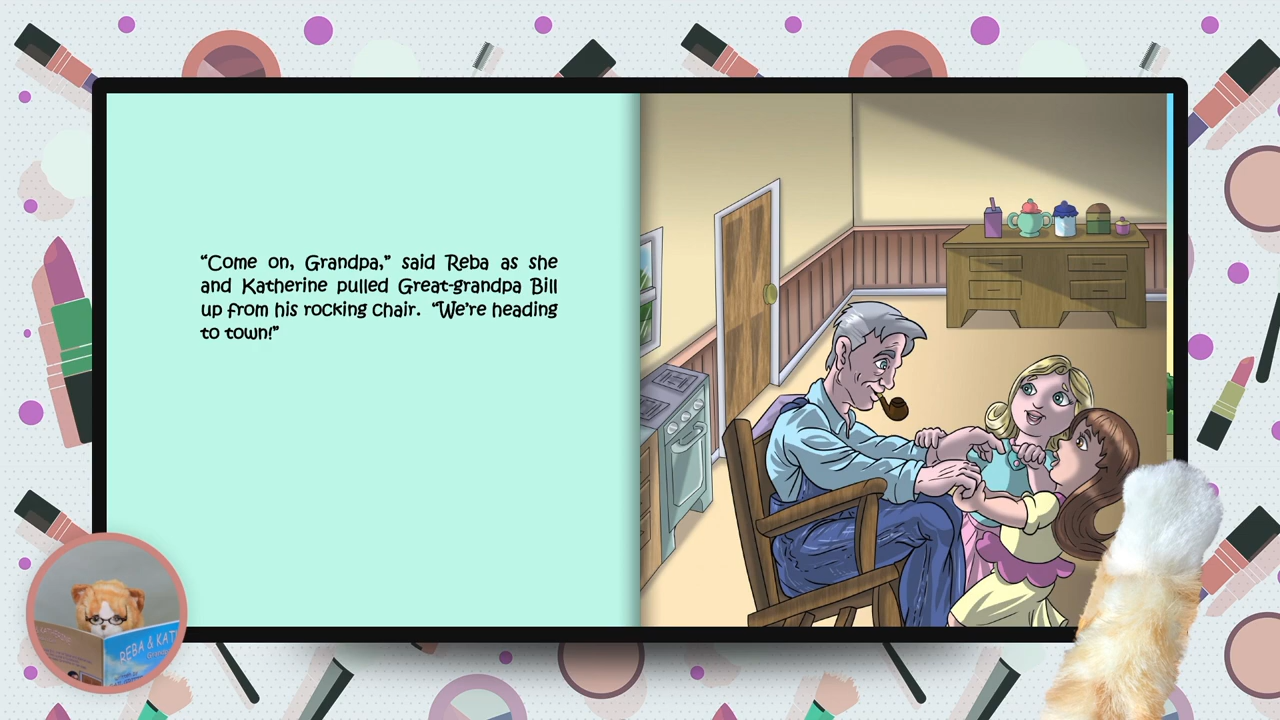 “Come on, Grandpa,” said Reba as she
and Katherine pulled Great-grandpa Bill
up from his rocking chair. “We’re heading
to town!”
REBA & KAT